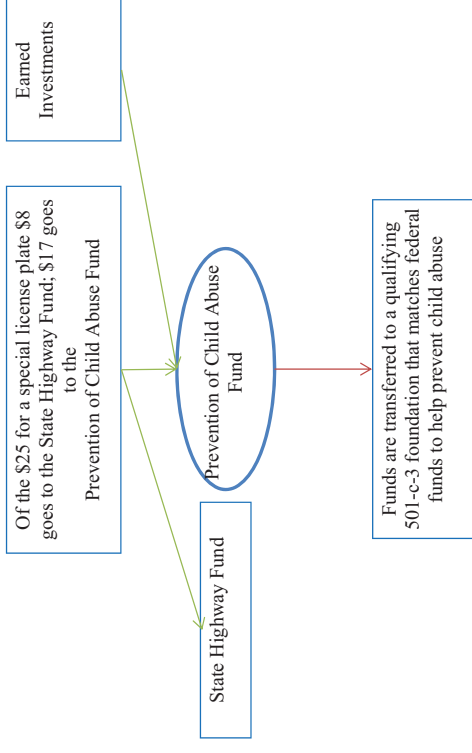 Of the $25 for a special license plate $8
goes to the State Highway Fund; $17 goes
to the
Prevention of Child Abuse Fund
Earned
Investments
State Highway Fund
Prevention of Child Abuse
Fund
Funds are transferred to a qualifying
501-c-3 foundation that matches federal
funds to help prevent child abuse